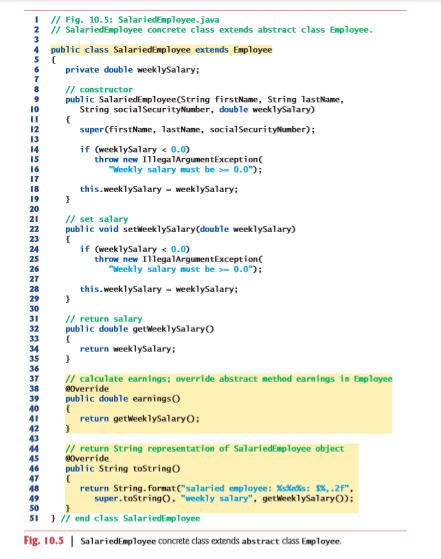 1 // Fig. 10.5: SalariedEmployee.java
2 // SalariedEmployee concrete class extends abstract class Employee.
3
4 public class SalariedEmployee extends Employee
5 {
6 private double weeklySalary;
7
8 // constructor
9 public SalariedEmployee(String firstName, String lastName,
10 String socialSecurityNumber, double weeklySalary)
11 {
12 super(firstName, lastName, socialSecurityNumber);
13
14 if (weeklySalary < 0.0)
15 throw new IllegalArgumentException(
16 "Weekly salary must be >= 0.0");
17
18 this.weeklySalary = weeklySalary;
19 }
20
21 // set salary
22 public void setWeeklySalary(double weeklySalary)
23 {
24 if (weeklySalary < 0.0)
25 throw new IllegalArgumentException(
26 "Weekly salary must be >= 0.0");
27
28 this.weeklySalary = weeklySalary;
29 }
30
31 // return salary
32 public double getWeeklySalary()
33 {
34 return weeklySalary;
35 }
36
37 // calculate earnings; override abstract method earnings in Employee
38 @Override
39 public double earnings()
40 {
41 return getWeeklySalary();
42 }
43
44 // return String representation of SalariedEmployee object
45 @Override
46 public String toString()
47 {
48 return String.format("salaried employee: %s%n%s: $%,.2f",
49 super.toString(), "weekly salary", getWeeklySalary());
50 }
51 } // end class SalariedEmployee
Fig. 10.5 | SalariedEmployee concrete class extends abstract class Employee.